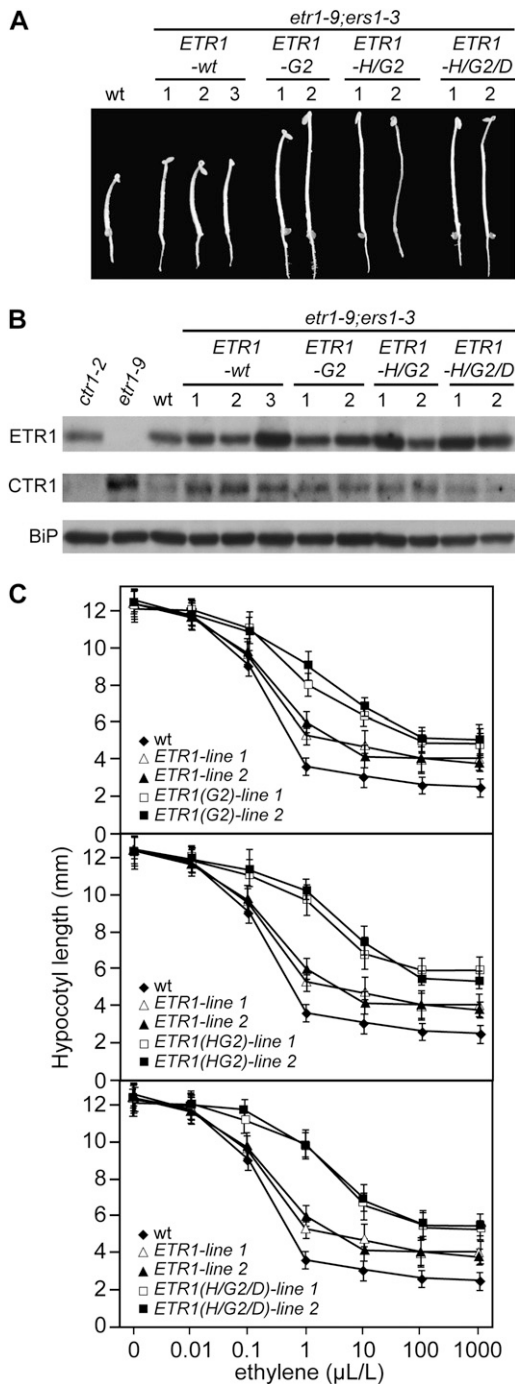 A
etr1-9;ers1-3
ETR1 ETR1 ETR1 ETR1
-wt -G2 -H/G2 -H/G2/D
wt 1 2 3 1 2 1 2 1 2
B
etr1-9;ers1-3
ctr1-2 etr1-9 ETR1 ETR1 ETR1 ETR1
-wt -G2 -H/G2 -H/G2/D
wt 1 2 3 1 2 1 2 1 2
ETR1
CTR1
BiP
C
12
10
8
6
4
2
0
wt
ETR1-line 1
ETR1-line 2
ETR1(G2)-line 1
ETR1(G2)-line 2
Hypocotyl length (mm)
12
10
8
6
4
2
0
wt
ETR1-line 1
ETR1-line 2
ETR1(HG2)-line 1
ETR1(HG2)-line 2
12
10
8
6
4
2
0
wt
ETR1-line 1
ETR1-line 2
ETR1(H/G2/D)-line 1
ETR1(H/G2/D)-line 2
0 0.01 0.1 1 10 100 1000
ethylene (µL/L)